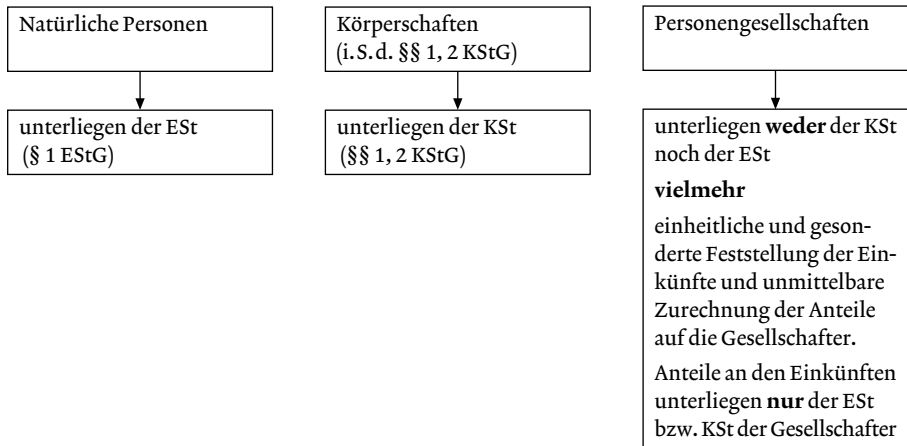 Natürliche Personen
Körperschaften
(i. S. d. §§ 1, 2 KStG)
Personengesellschaften
unterliegen der ESt
(§ 1 EStG)
unterliegen der KSt
(§§ 1, 2 KStG)
unterliegen weder der KSt
noch der ESt
vielmehr
einheitliche und geson-
derte Feststellung der Ein-
künfte und unmittelbare
Zurechnung der Anteile
auf die Gesellschafter.
Anteile an den Einkünften
unterliegen nur der ESt
bzw. KSt der Gesellschafter